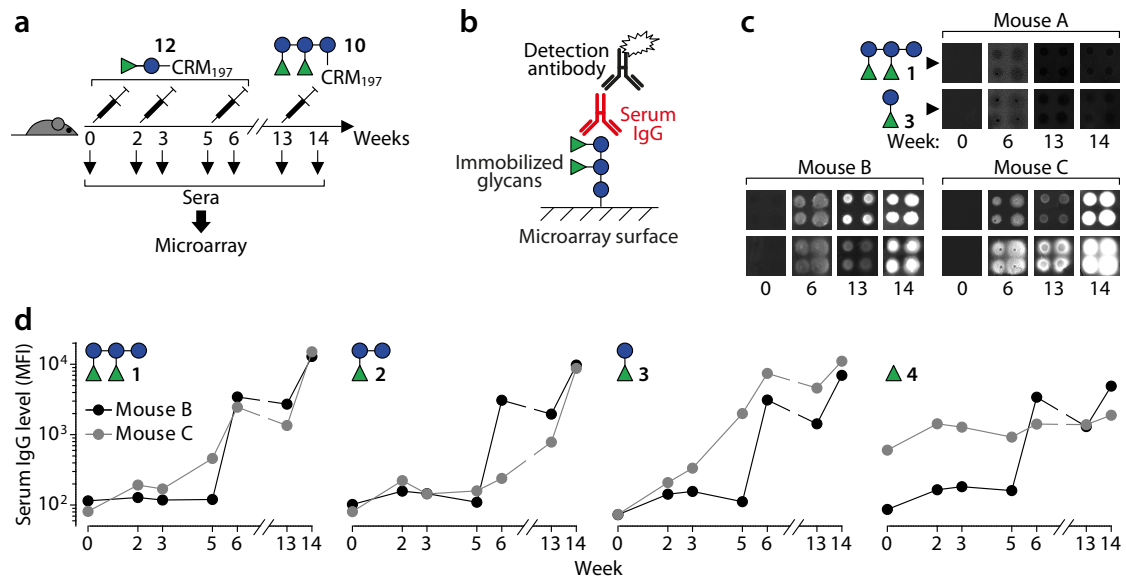 a
12
CRM197
10
CRM197
0 2 3 5 6 13 14 Weeks
Sera
Microarray
b
Detection
antibody
Serum
IgG
Immobilized
glycans
Microarray surface
c
Mouse A
1
3
Week: 0 6 13 14
Mouse B
0 6 13 14
Mouse C
0 6 13 14
d
Serum IgG level (MFI)
10^4
10^3
10^2
1
Mouse B
Mouse C
0 2 3 5 6 13 14
2
0 2 3 5 6 13 14
3
0 2 3 5 6 13 14
4
0 2 3 5 6 13 14
Week